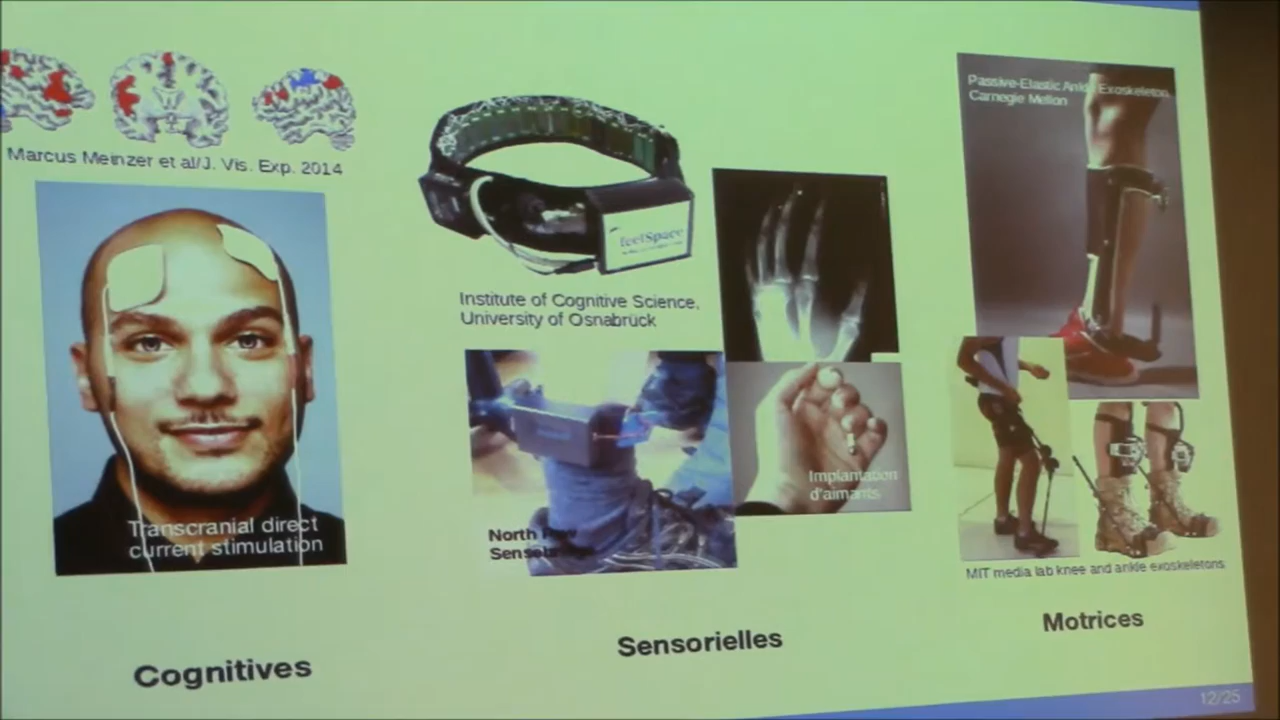 Marcus Meinzer et al/J. Vis. Exp. 2014
Transcranial direct
current stimulation
Cognitives
feelSpace
Institute of Cognitive Science,
University of Osnabrück
North
Implantation
d'aimants
Sensorielles
Passive-Elastic Ankle Exoskeleton
Carnegie Mellon
MIT media lab knee and ankle exoskeletons
Motrices
12/25